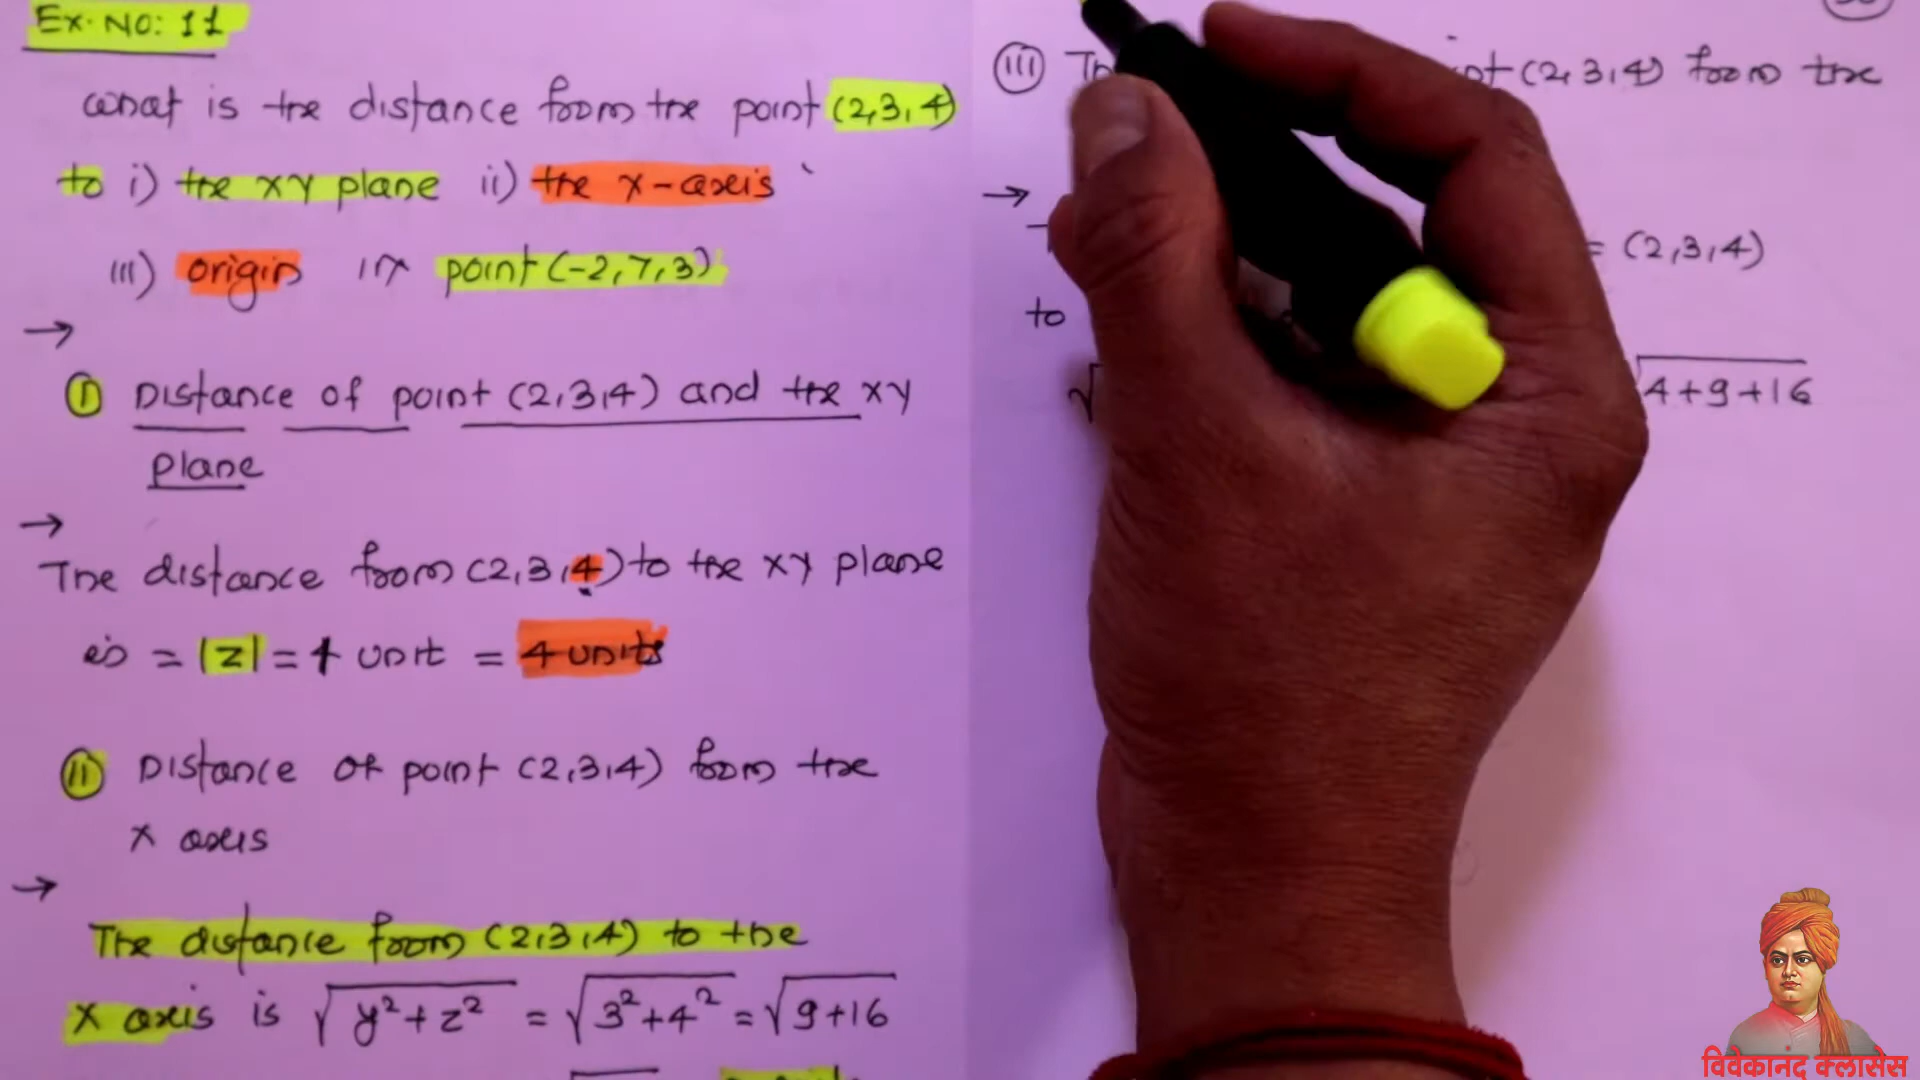 Ex. No: 11
What is the distance from the point (2,3,4)
to i) the xy plane ii) the x-axis
iii) origin iv point (-2,7,3)
→
① Distance of point (2,3,4) and the xy
plane
→
The distance from (2,3,4) to the xy plane
is = |z| = 4 unit = 4 units
ⅱ Distance of point (2,3,4) from the
x axis
→
The distance from (2,3,4) to the
x axis is √y²+z² = √3²+4² = √9+16
ⅲ (2,3,4) from the
→
= (2,3,4)
to
√4+9+16
विवेकानंद क्लासेस